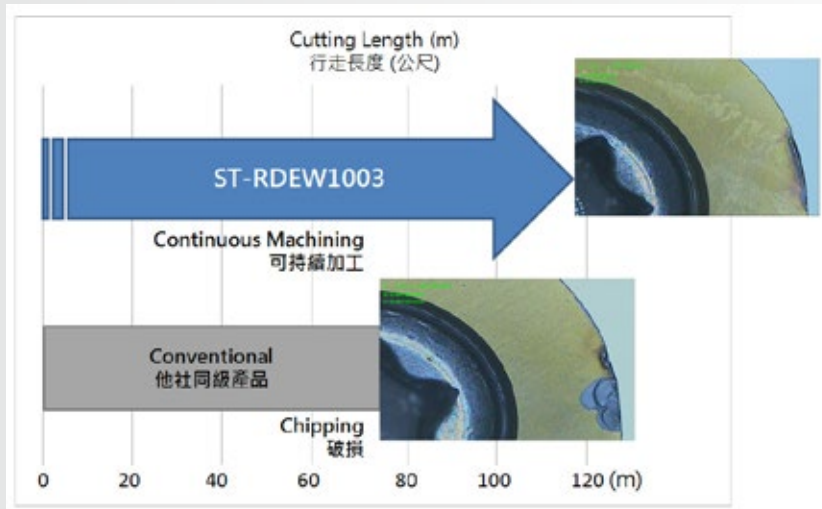 Cutting Length (m)
行走長度 (公尺)
ST-RDEW1003
Continuous Machining
可持續加工
Conventional
他社同級產品
Chipping
破損
0 20 40 60 80 100 120 (m)